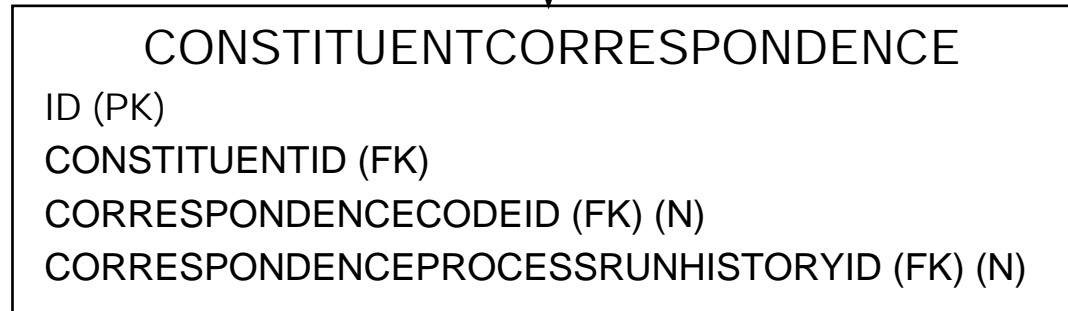 CONSTITUENTCORRESPONDENCE
ID (PK)
CONSTITUENTID (FK)
CORRESPONDENCECODEID (FK) (N)
CORRESPONDENCEPROCESSRUNHISTORYID (FK) (N)